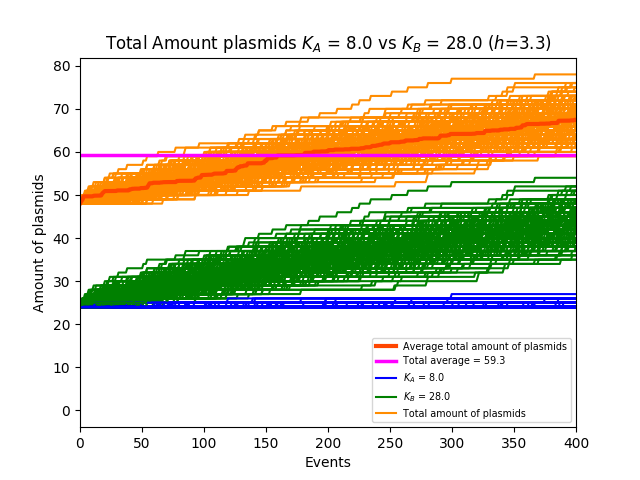 Total Amount plasmids K_A = 8.0 vs K_B = 28.0 (h=3.3)
80
70
60
50
40
30
20
10
0
Amount of plasmids
Average total amount of plasmids
Total average = 59.3
K_A = 8.0
K_B = 28.0
Total amount of plasmids
0 50 100 150 200 250 300 350 400
Events